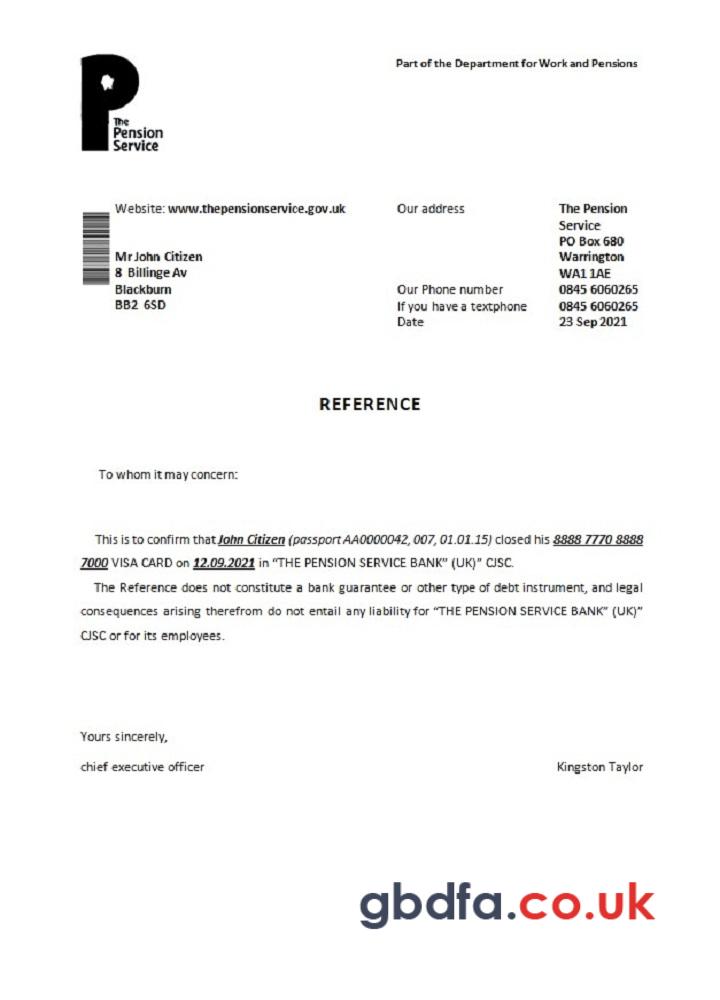 Part of the Department for Work and Pensions
The
Pension
Service
Website: www.thepensionservice.gov.uk
Mr John Citizen
8 Billinge Av
Blackburn
BB2 6SD
Our address
The Pension
Service
PO Box 680
Warrington
WA1 1AE
Our Phone number 0845 6060265
If you have a textphone 0845 6060265
Date 23 Sep 2021
REFERENCE
To whom it may concern:
This is to confirm that John Citizen (passport AA0000042, 007, 01.01.15) closed his 8888 7770 8888
7000 VISA CARD on 12.09.2021 in “THE PENSION SERVICE BANK” (UK)” CJSC.
The Reference does not constitute a bank guarantee or other type of debt instrument, and legal
consequences arising therefrom do not entail any liability for “THE PENSION SERVICE BANK” (UK)”
CJSC or for its employees.
Yours sincerely,
chief executive officer Kingston Taylor
gbdfa.co.uk